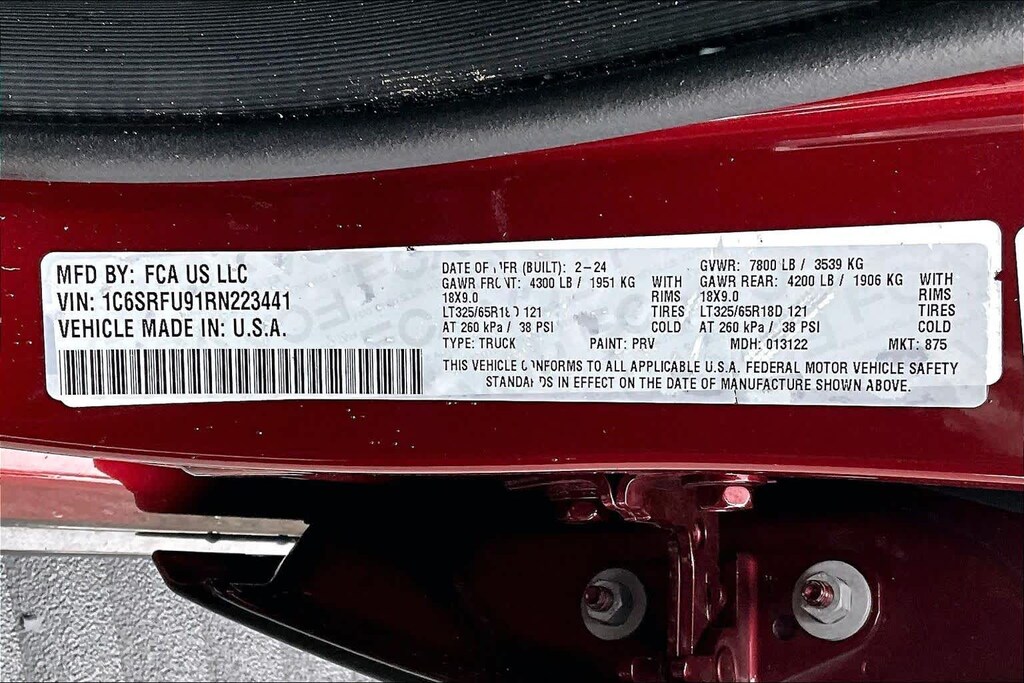 MFD BY: FCA US LLC
VIN: 1C6SRFU91RN223441
VEHICLE MADE IN: U.S.A.
DATE OF MFR (BUILT): 2-24 GVWR: 7800 LB / 3539 KG
GAWR FRONT: 4300 LB / 1951 KG WITH GAWR REAR: 4200 LB / 1906 KG WITH
18X9.0 RIMS 18X9.0 RIMS
LT325/65R18D 121 TIRES LT325/65R18D 121 TIRES
AT 260 kPa / 38 PSI COLD AT 260 kPa / 38 PSI COLD
TYPE: TRUCK PAINT: PRV MDH: 013122 MKT: 875
THIS VEHICLE CONFORMS TO ALL APPLICABLE U.S.A. FEDERAL MOTOR VEHICLE SAFETY
STANDARDS IN EFFECT ON THE DATE OF MANUFACTURE SHOWN ABOVE.